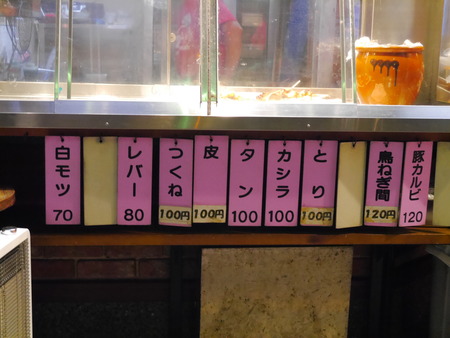 白モツ
70
レバー
80
つくね
100円
皮
100円
タン
100
カシラ
100
とり
100円
鳥ねぎ間
120円
豚カルビ
120